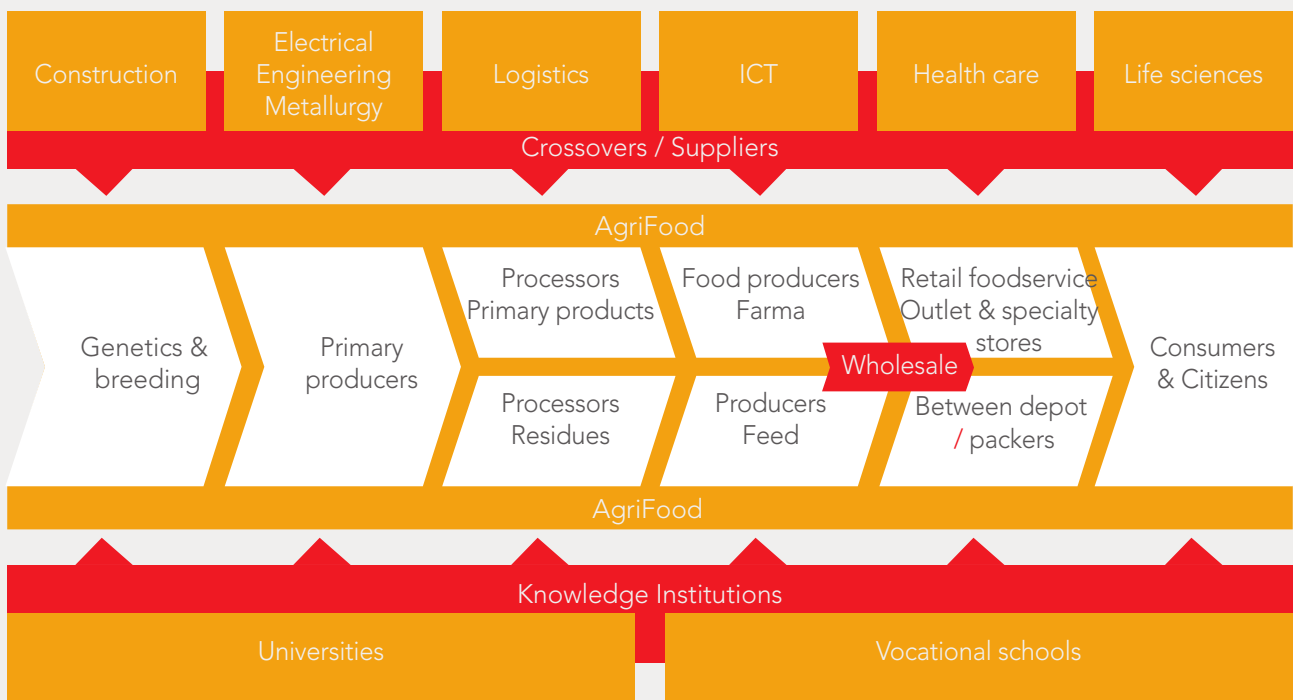 Construction
Electrical
Engineering
Metallurgy
Logistics
ICT
Health care
Life sciences
Crossovers / Suppliers
AgriFood
Genetics &
breeding
Primary
producers
Processors
Primary products
Processors
Residues
Food producers
Farma
Producers
Feed
Wholesale
Retail foodservice
Outlet & specialty
stores
Between depot
/ packers
Consumers
& Citizens
AgriFood
Knowledge Institutions
Universities
Vocational schools